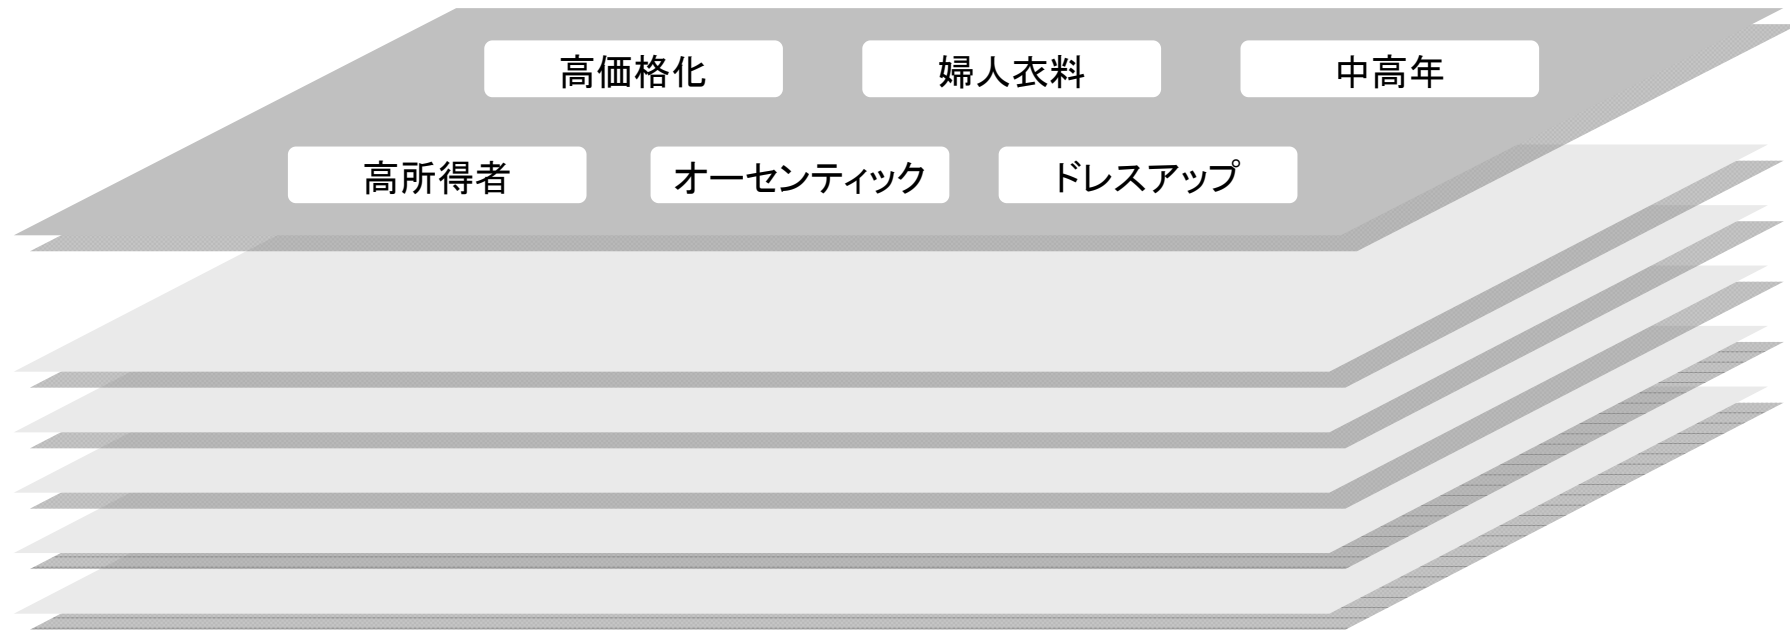 高価格化 婦人衣料 中高年
高所得者 オーセンティック ドレスアップ